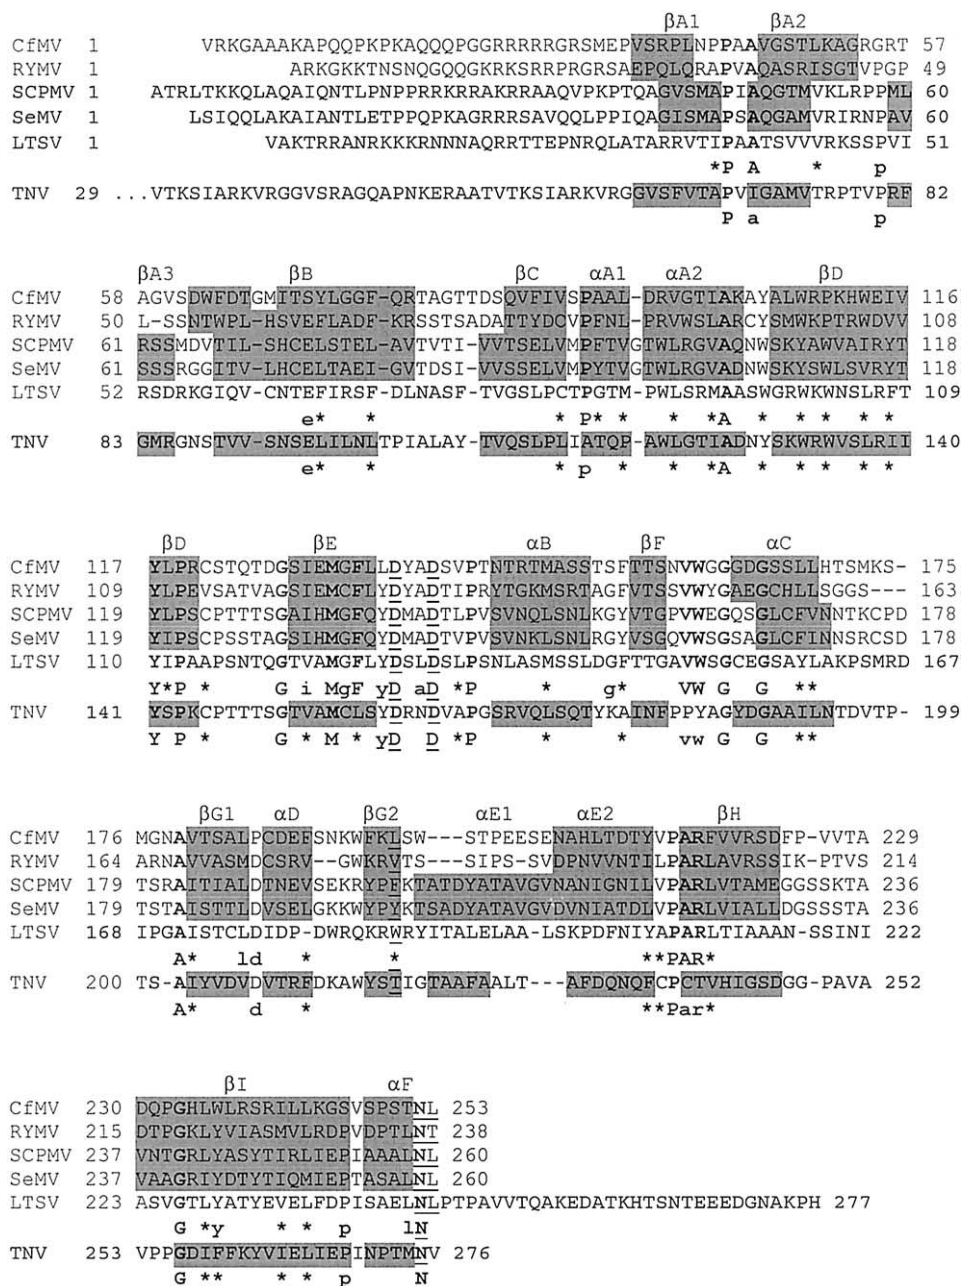 βA1 βA2
CfMV 1 VRKGAAAKAPQQPKPKAQQQPGGRRRRRGRSMEPVSRPLNPPAAVGSTLKAGRGRT 57
RYMV 1 ARKGKKTNSNQGQQGKRKSRRPRGRSAEPQLQRAPVAQASRISGTVPGP 49
SCPMV 1 ATRLTKKQLAQAIQNTLPNPPRRKRRAKRRAAQVPKPTQAGVSMAPIAQGTMVKLRPPML 60
SeMV 1 LSIQQLAKAIANTLETPPQPKAGRRRSAVQQLPPIQAGISMAPSAQGAMVRIRNPAV 60
LTSV 1 VAKTRRANRKKKRNNNAQRRTTEPNRQLATARRVTIPAATSVVVRKSSPVI 51
*P A * p
TNV 29 ...VTKSIARKVRGGVSRAGQAPNKERAATVTKSIARKVRGGVSFVTAPVIGAMVTRPTVPRF 82
P a p
βA3 βB βC αA1 αA2 βD
CfMV 58 AGVSDWFDTGMITSYLGGF-QRTAGTTDSQVFIVSPAAL-DRVGTIAKAYALWRPKHWEIV 116
RYMV 50 L-SSNTWPL-HSVEFLADF-KRSSTSADATTYDCVPFNL-PRVWSLARCYSMWKPTRWDVV 108
SCPMV 61 RSSMDVTIL-SHCELSTEL-AVTVTI-VVTSELVMPFTVGTWLRGVAQNWSKYAWVAIRYT 118
SeMV 61 SSSRGGITV-LHCELTAEI-GVTDSI-VVSSELVMPYTVGTWLRGVADNWSKYSWLSVRYT 118
LTSV 52 RSDRKGIQV-CNTEFIRSF-DLNASF-TVGSLPCTPGTM-PWLSRMAASWGRWKWNSLRFT 109
e* * * P* * * *A * * * * *
TNV 83 GMRGNSTVV-SNSELILNLTPIALAY-TVQSLPLIATQP-AWLGTIADNYSKWRWVSLRII 140
e* * * p * * *A * * * * *
βD βE αB βF αC
CfMV 117 YLPRCSTQTDGSIEMGFLLDYADSVPTNTRTMASSTSFTTSNVWGGGDGSSLLHTSMKS- 175
RYMV 109 YLPEVSATVAGSIEMCFLYDYADTIPRYTGKMSRTAGFVTSSVWYGAEGCHLLSGGS--- 163
SCPMV 119 YLPSCPTTTSGAIHMGFQYDMADTLPVSVNQLSNLKGYVTGPVWEGQSGLCFVNNTKCPD 178
SeMV 119 YIPSCPSSTAGSIHMGFQYDMADTVPVSVNKLSNLRGYVSGQVWSGSAGLCFINNSRCSD 178
LTSV 110 YIPAAPSNTQGTVAMGFLYDSLDSLPSNLASMSSLDGFTTGAVWSGCEGSAYLAKPSMRD 167
Y*P * G i MgF yD aD *P * g* VW G G **
TNV 141 YSPKCPTTTSGTVAMCLSYDRNDVAPGSRVQLSQTYKAINFPPYAGYDGAAILNTDVTP- 199
Y P * G * M * yD D *P * * vw G G **
βG1 αD βG2 αE1 αE2 βH
CfMV 176 MGNAVTSALPCDEFSNKWFKLSW---STPEESENAHLTDTYVPARFVVRSDFP-VVTA 229
RYMV 164 ARNAVVASMDCSRV--GWKRVTS---SIPS-SVDPNVVNTILPARLAVRSSIK-PTVS 214
SCPMV 179 TSRAITIALDTNEVSEKRYPFKTATDYATAVGVNANIGNILVPARLVTAMEGGSSKTA 236
SeMV 179 TSTAISTTLDVSELGKKWYPYKTSADYATAVGVDVNIATDLVPARLVIALLDGSSSTA 236
LTSV 168 IPGAISTCLDIDP-DWRQKRWRYITALELAA-LSKPDFNIYAPARLTIAAAN-SSINI 222
A* ld * * **PAR*
TNV 200 TS-AIYVDVDVTRFDKAWYSTIGTAAFAALT---AFDQNQFCPCTVHIGSDGG-PAVA 252
A* d * **Par*
βI αF
CfMV 230 DQPGHLWLRSRILLKGSVSPSTNL 253
RYMV 215 DTPGKLYVIASMVLRDPVDPTLNT 238
SCPMV 237 VNTGRLYASYTIRLIEPIAAALNL 260
SeMV 237 VAAGRIYDTYTIQMIEPTASALNL 260
LTSV 223 ASVGTLYATYEVELFDPISAELNLPTPAVVTQAKEDATKHTSNTEEEDGNAKPH 277
G *y * * p lN
TNV 253 VPPGDIFFKYVIELIEPINPTMNV 276
G ** * * p N